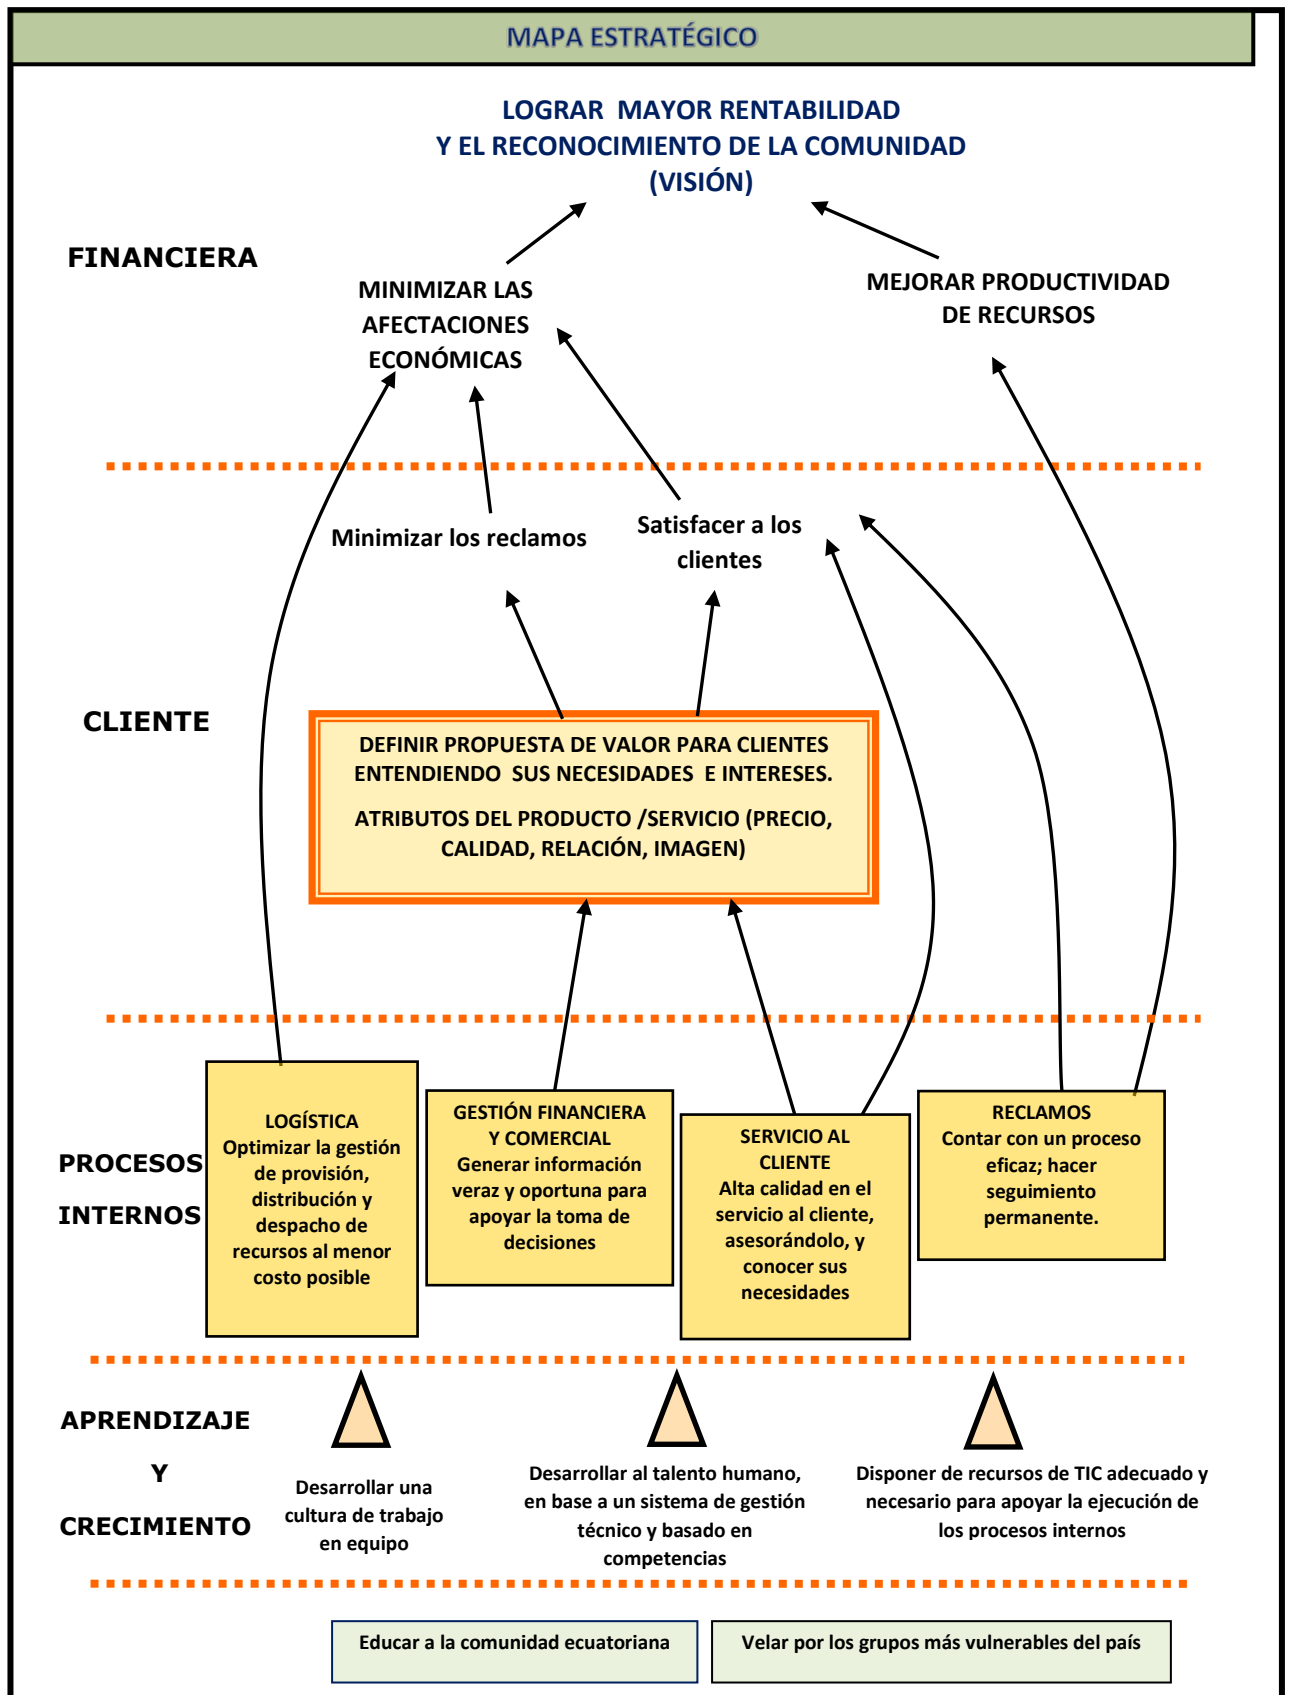 MAPA ESTRATÉGICO
LOGRAR MAYOR RENTABILIDAD
Y EL RECONOCIMIENTO DE LA COMUNIDAD
(VISIÓN)
FINANCIERA
MINIMIZAR LAS
AFECTACIONES
ECONÓMICAS
MEJORAR PRODUCTIVIDAD
DE RECURSOS
Minimizar los reclamos
Satisfacer a los
clientes
CLIENTE
DEFINIR PROPUESTA DE VALOR PARA CLIENTES
ENTENDIENDO SUS NECESIDADES E INTERESES.
ATRIBUTOS DEL PRODUCTO /SERVICIO (PRECIO,
CALIDAD, RELACIÓN, IMAGEN)
PROCESOS
INTERNOS
LOGÍSTICA
Optimizar la gestión
de provisión,
distribución y
despacho de
recursos al menor
costo posible
GESTIÓN FINANCIERA
Y COMERCIAL
Generar información
veraz y oportuna para
apoyar la toma de
decisiones
SERVICIO AL
CLIENTE
Alta calidad en el
servicio al cliente,
asesorándolo, y
conocer sus
necesidades
RECLAMOS
Contar con un proceso
eficaz; hacer
seguimiento
permanente.
APRENDIZAJE
Y
CRECIMIENTO
Desarrollar una
cultura de trabajo
en equipo
Desarrollar al talento humano,
en base a un sistema de gestión
técnico y basado en
competencias
Disponer de recursos de TIC adecuado y
necesario para apoyar la ejecución de
los procesos internos
Educar a la comunidad ecuatoriana
Velar por los grupos más vulnerables del país